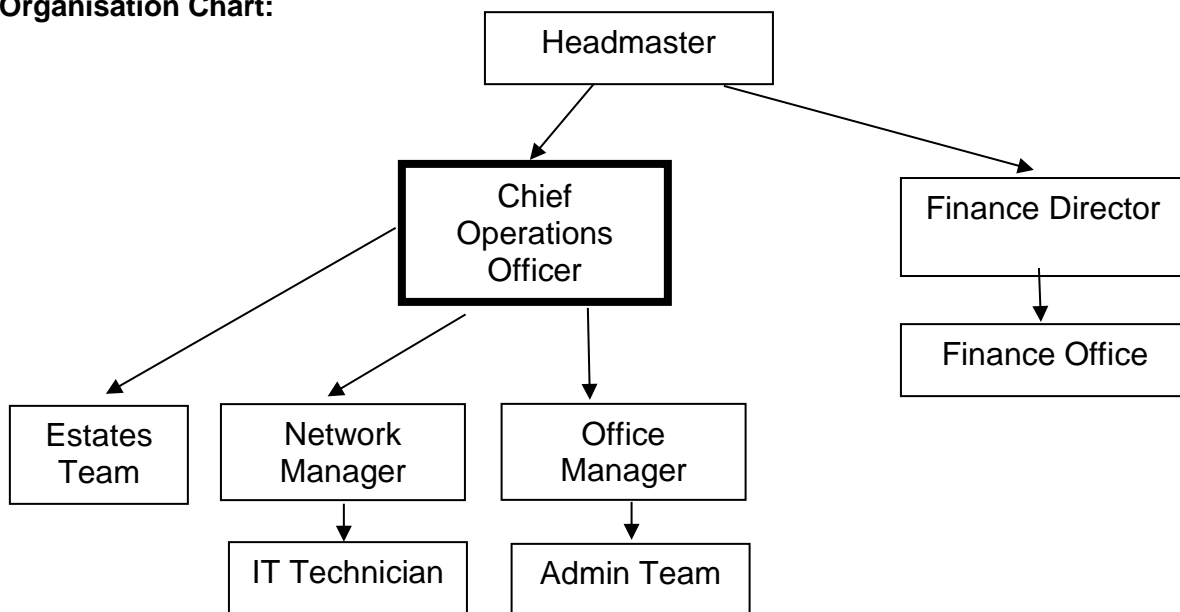 Organisation Chart:
Headmaster
Chief
Operations
Officer
Finance Director
Finance Office
Estates
Team
Network
Manager
Office
Manager
IT Technician
Admin Team